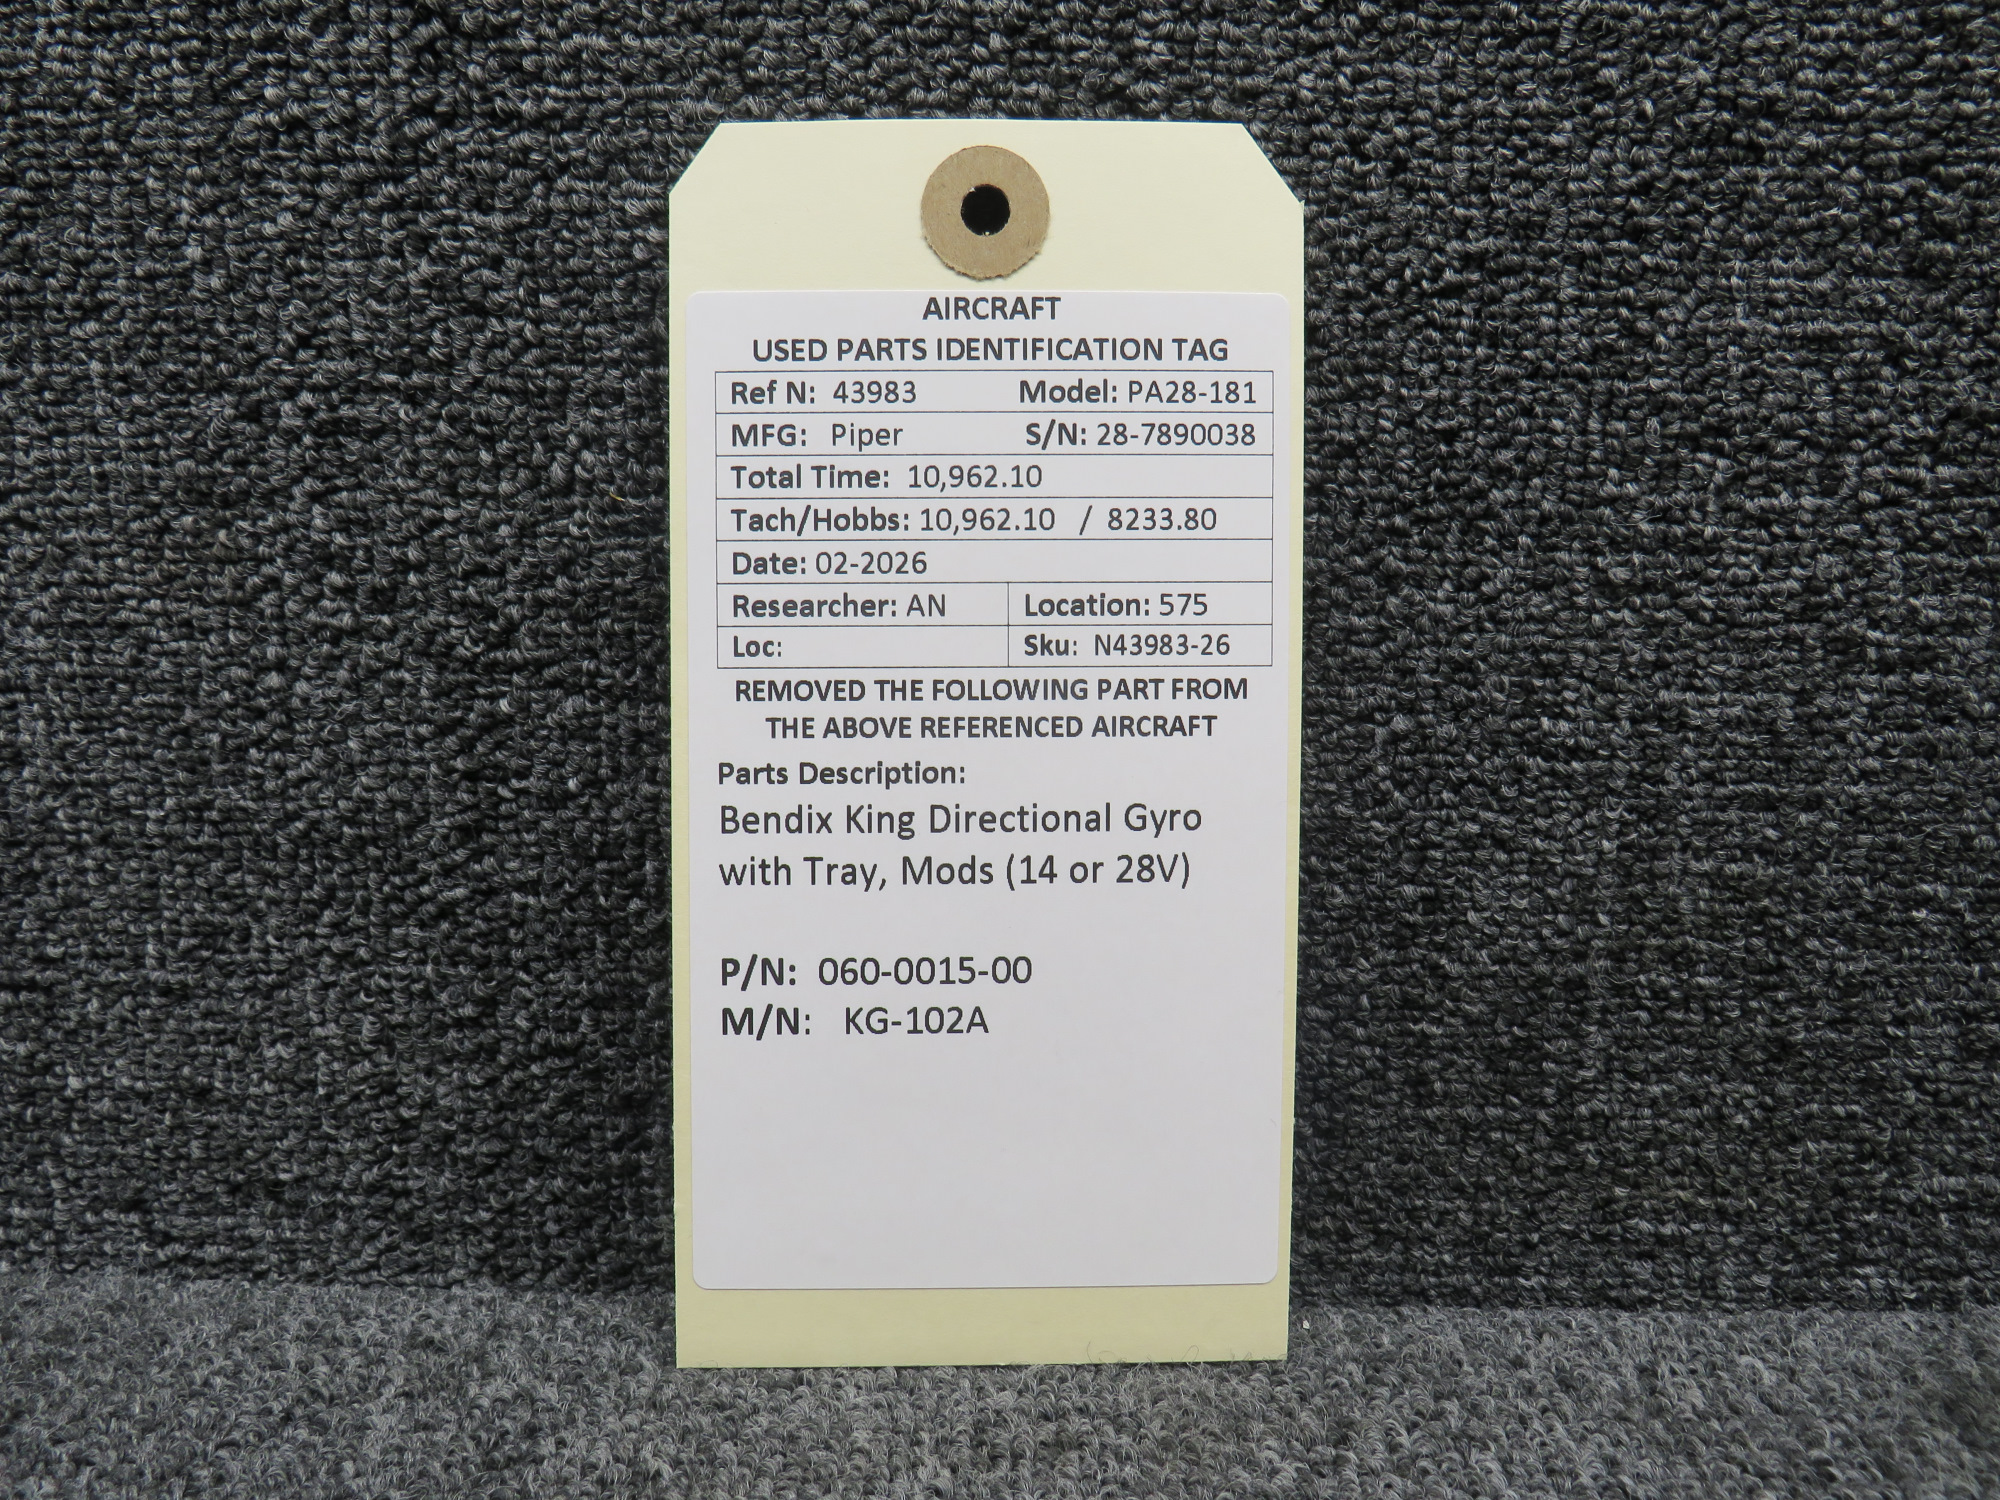 AIRCRAFT
USED PARTS IDENTIFICATION TAG
Ref N: 43983 Model: PA28-181
MFG: Piper S/N: 28-7890038
Total Time: 10,962.10
Tach/Hobbs: 10,962.10 / 8233.80
Date: 02-2026
Researcher: AN Location: 575
Loc: Sku: N43983-26
REMOVED THE FOLLOWING PART FROM
THE ABOVE REFERENCED AIRCRAFT
Parts Description:
Bendix King Directional Gyro
with Tray, Mods (14 or 28V)
P/N: 060-0015-00
M/N: KG-102A